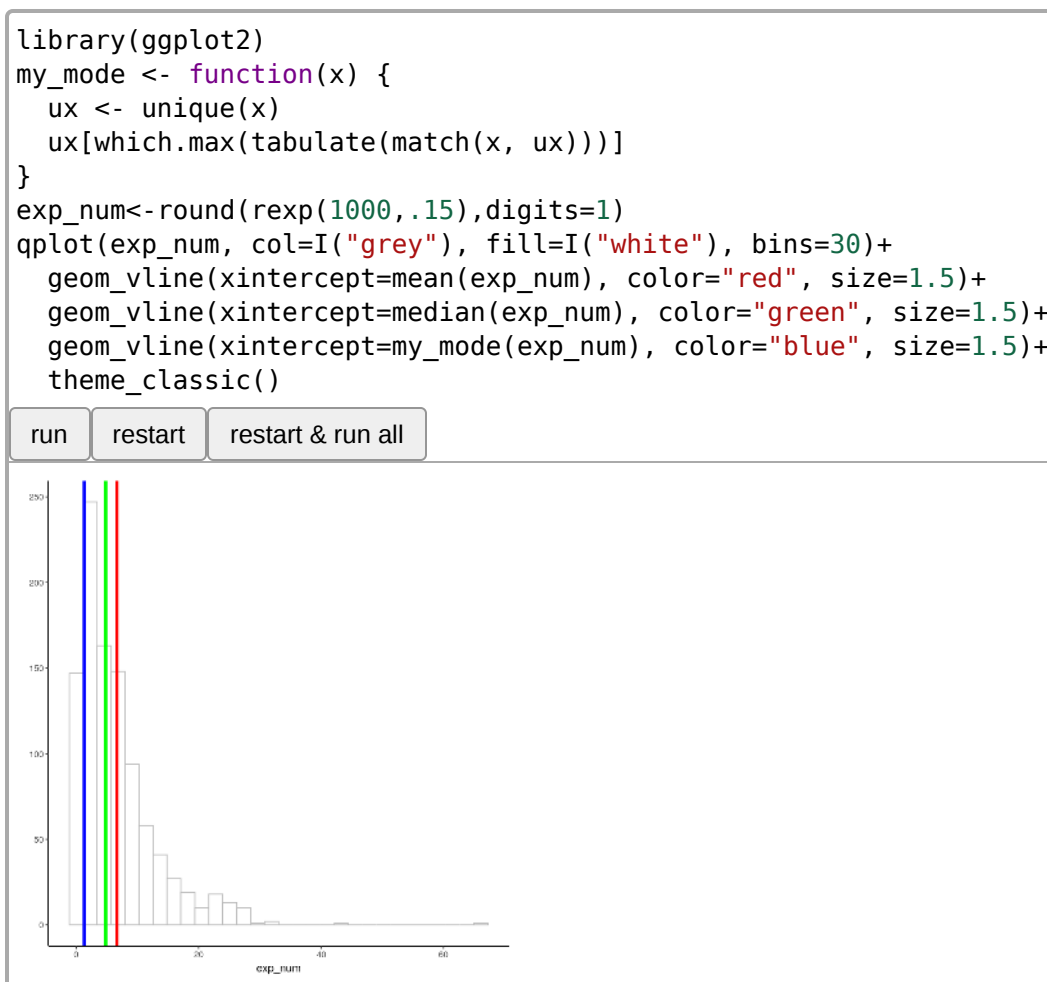 library(ggplot2)
my_mode <- function(x) {
  ux <- unique(x)
  ux[which.max(tabulate(match(x, ux)))]
}
exp_num<-round(rexp(1000,.15),digits=1)
qplot(exp_num, col=I("grey"), fill=I("white"), bins=30)+
  geom_vline(xintercept=mean(exp_num), color="red", size=1.5)+
  geom_vline(xintercept=median(exp_num), color="green", size=1.5)+
  geom_vline(xintercept=my_mode(exp_num), color="blue", size=1.5)+
  theme_classic()
run restart restart & run all
250
200
150
100
50
0
0 20 40 60
exp_num